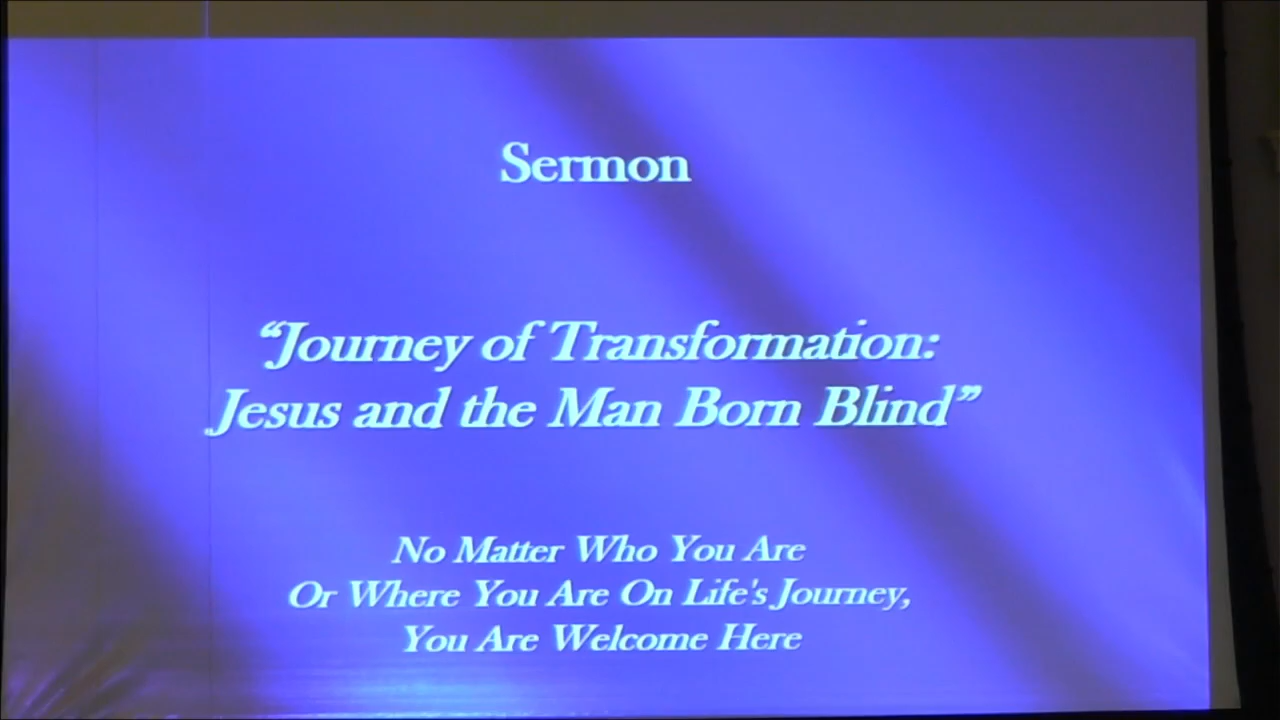 Sermon
“Journey of Transformation:
Jesus and the Man Born Blind”
No Matter Who You Are
Or Where You Are On Life's Journey,
You Are Welcome Here